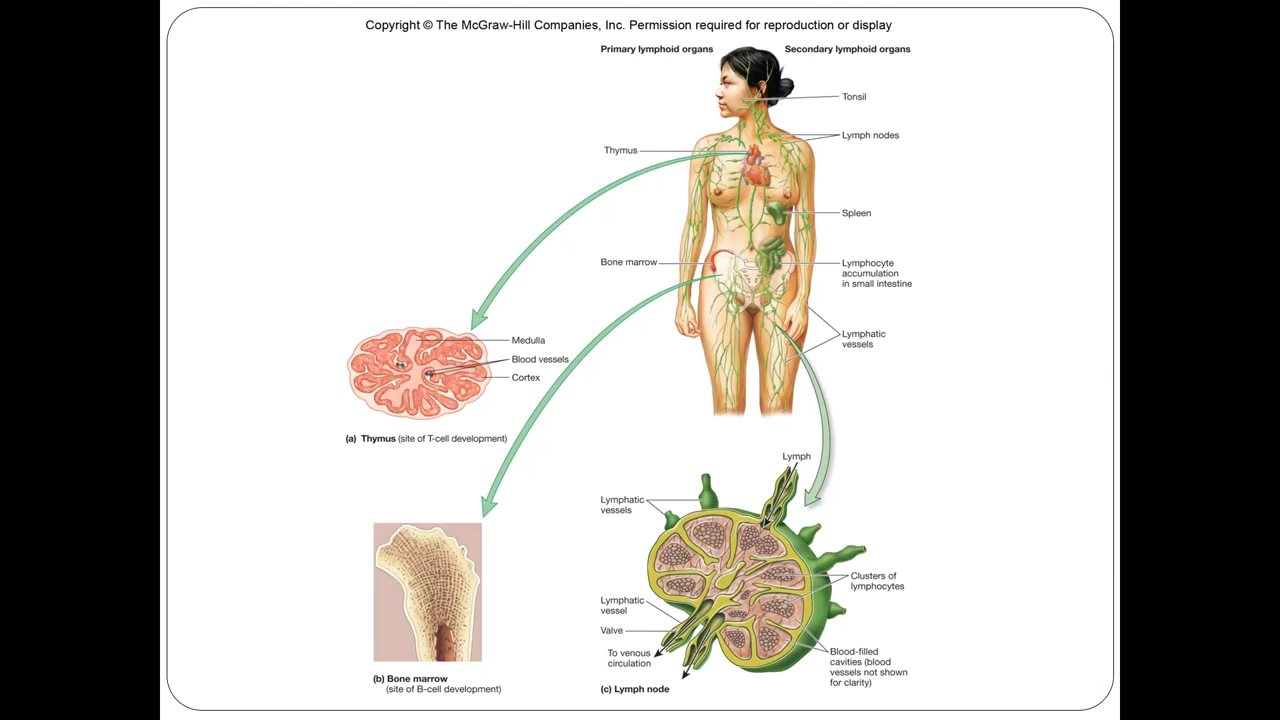 Copyright © The McGraw-Hill Companies, Inc. Permission required for reproduction or display
Primary lymphoid organs
Secondary lymphoid organs
Tonsil
Lymph nodes
Thymus
Spleen
Bone marrow
Lymphocyte
accumulation
in small intestine
Lymphatic
vessels
Medulla
Blood vessels
Cortex
(a) Thymus (site of T-cell development)
Lymph
Lymphatic
vessels
Clusters of
lymphocytes
Lymphatic
vessel
Valve
To venous
circulation
Blood-filled
cavities (blood
vessels not shown
for clarity)
(b) Bone marrow
(site of B-cell development)
(c) Lymph node